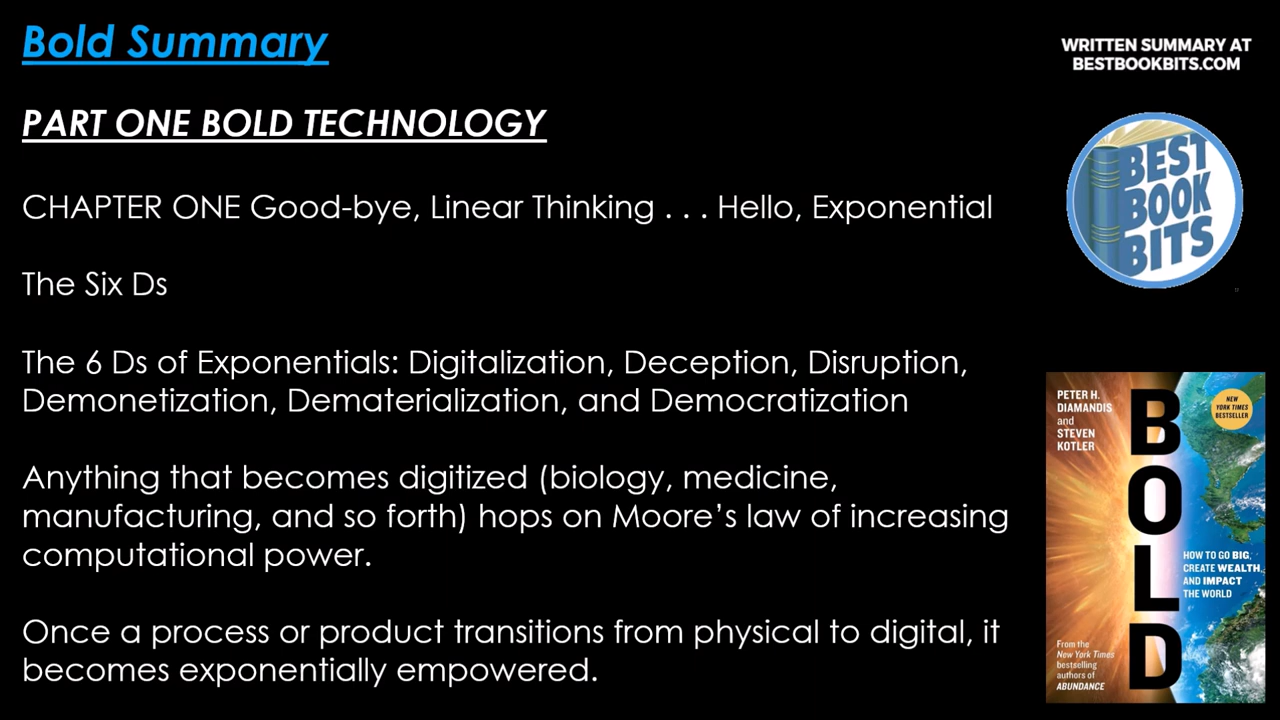 Bold Summary
WRITTEN SUMMARY AT
BESTBOOKBITS.COM
PART ONE BOLD TECHNOLOGY
CHAPTER ONE Good-bye, Linear Thinking . . . Hello, Exponential
The Six Ds
The 6 Ds of Exponentials: Digitalization, Deception, Disruption,
Demonetization, Dematerialization, and Democratization
Anything that becomes digitized (biology, medicine,
manufacturing, and so forth) hops on Moore’s law of increasing
computational power.
Once a process or product transitions from physical to digital, it
becomes exponentially empowered.
BEST
BOOK
BITS
PETER H.
DIAMANDIS
and
STEVEN
KOTLER
BOLD
NEW
YORK TIMES
BESTSELLER
HOW TO GO BIG,
CREATE WEALTH,
AND IMPACT
THE WORLD
From the
New York Times
bestselling
authors of
ABUNDANCE